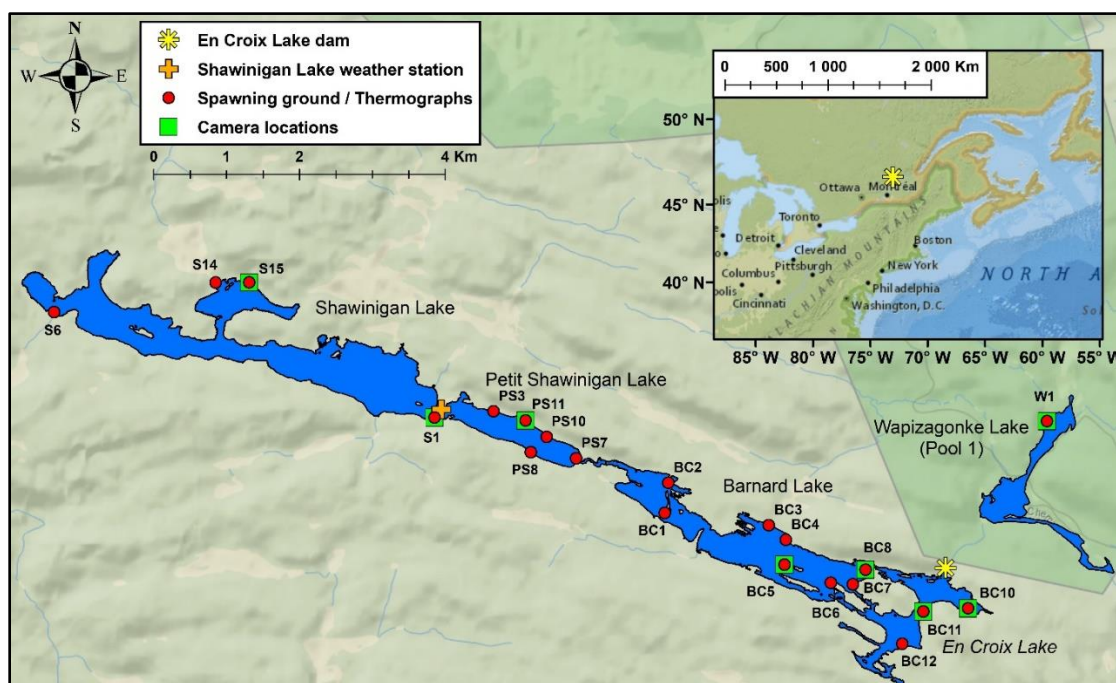 N
W E
S
En Croix Lake dam
Shawinigan Lake weather station
Spawning ground / Thermographs
Camera locations
0 1 2 4 Km
0 500 1 000 2 000 Km
50° N
45° N
40° N
85° W 80° W 75° W 70° W 65° W 60° W 55° W
Ottawa
Montréal
Toronto
Detroit
Boston
Cleveland
Columbus
Pittsburgh
New York
Cincinnati
Philadelphia
Washington, D.C.
MOUNTAINS
NORTH A
S14
S15
S6
Shawinigan Lake
Petit Shawinigan Lake
PS3
PS11
PS10
PS7
PS8
S1
BC2
BC1
Barnard Lake
BC3
BC4
BC5
BC8
BC7
BC6
BC10
BC11
En Croix Lake
BC12
W1
Wapizagonke Lake
(Pool 1)